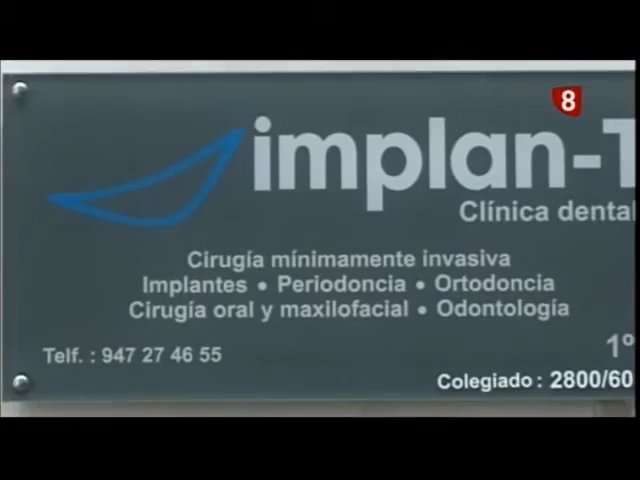 8
implan-1
Clínica dental
Cirugía mínimamente invasiva
Implantes • Periodoncia • Ortodoncia
Cirugía oral y maxilofacial • Odontología
Telf. : 947 27 46 55
1º
Colegiado : 2800/60